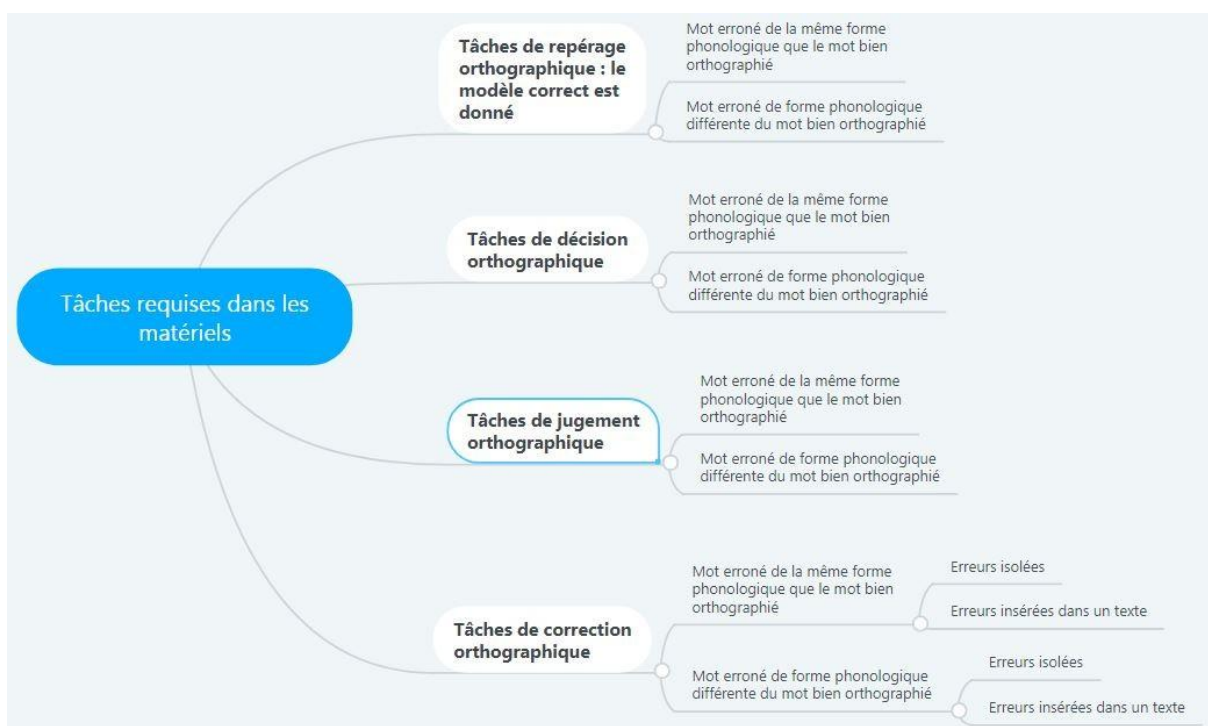 Tâches requises dans les
matériels
Tâches de repérage
orthographique : le
modèle correct est
donné
Mot erroné de la même forme
phonologique que le mot bien
orthographié
Mot erroné de forme phonologique
différente du mot bien orthographié
Tâches de décision
orthographique
Mot erroné de la même forme
phonologique que le mot bien
orthographié
Mot erroné de forme phonologique
différente du mot bien orthographié
Tâches de jugement
orthographique
Mot erroné de la même forme
phonologique que le mot bien
orthographié
Mot erroné de forme phonologique
différente du mot bien orthographié
Tâches de correction
orthographique
Mot erroné de la même forme
phonologique que le mot bien
orthographié
Erreurs isolées
Erreurs insérées dans un texte
Mot erroné de forme phonologique
différente du mot bien orthographié
Erreurs isolées
Erreurs insérées dans un texte